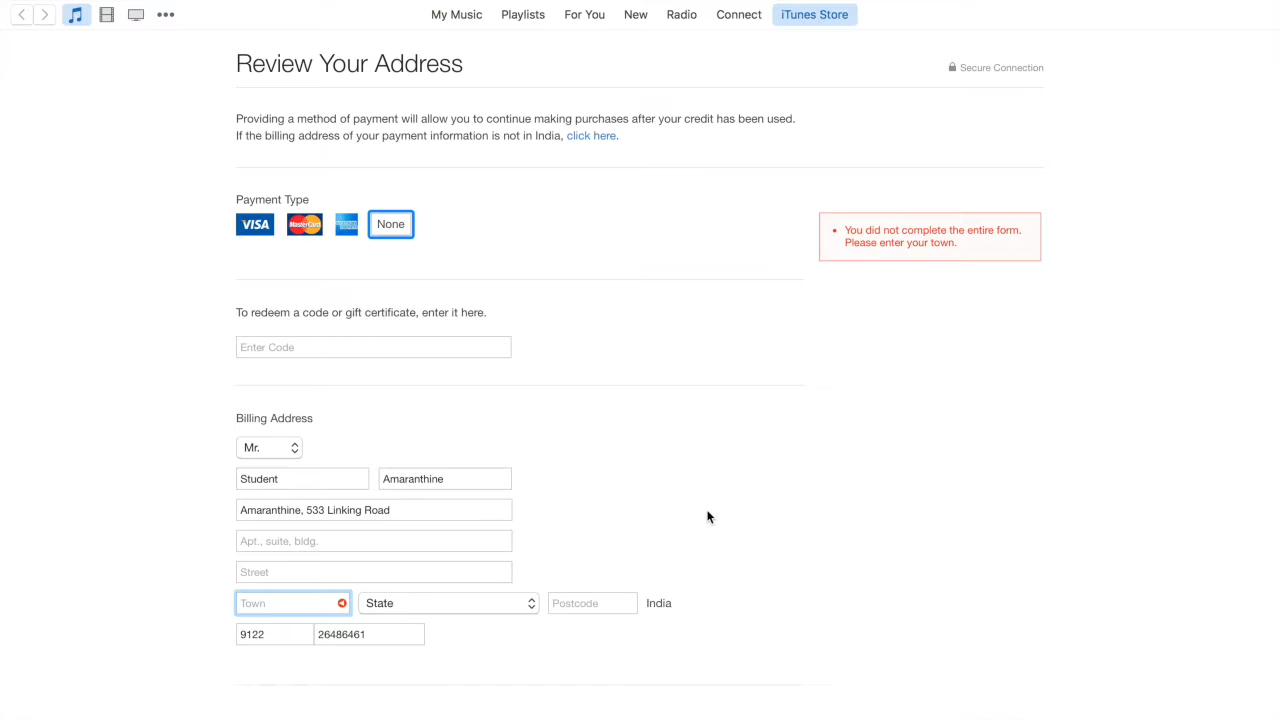 My Music Playlists For You New Radio Connect iTunes Store
Review Your Address
Secure Connection
Providing a method of payment will allow you to continue making purchases after your credit has been used.
If the billing address of your payment information is not in India, click here.
Payment Type
VISA MasterCard None
You did not complete the entire form.
Please enter your town.
To redeem a code or gift certificate, enter it here.
Enter Code
Billing Address
Mr.
Student Amaranthine
Amaranthine, 533 Linking Road
Apt., suite, bldg.
Street
Town State Postcode India
9122 26486461